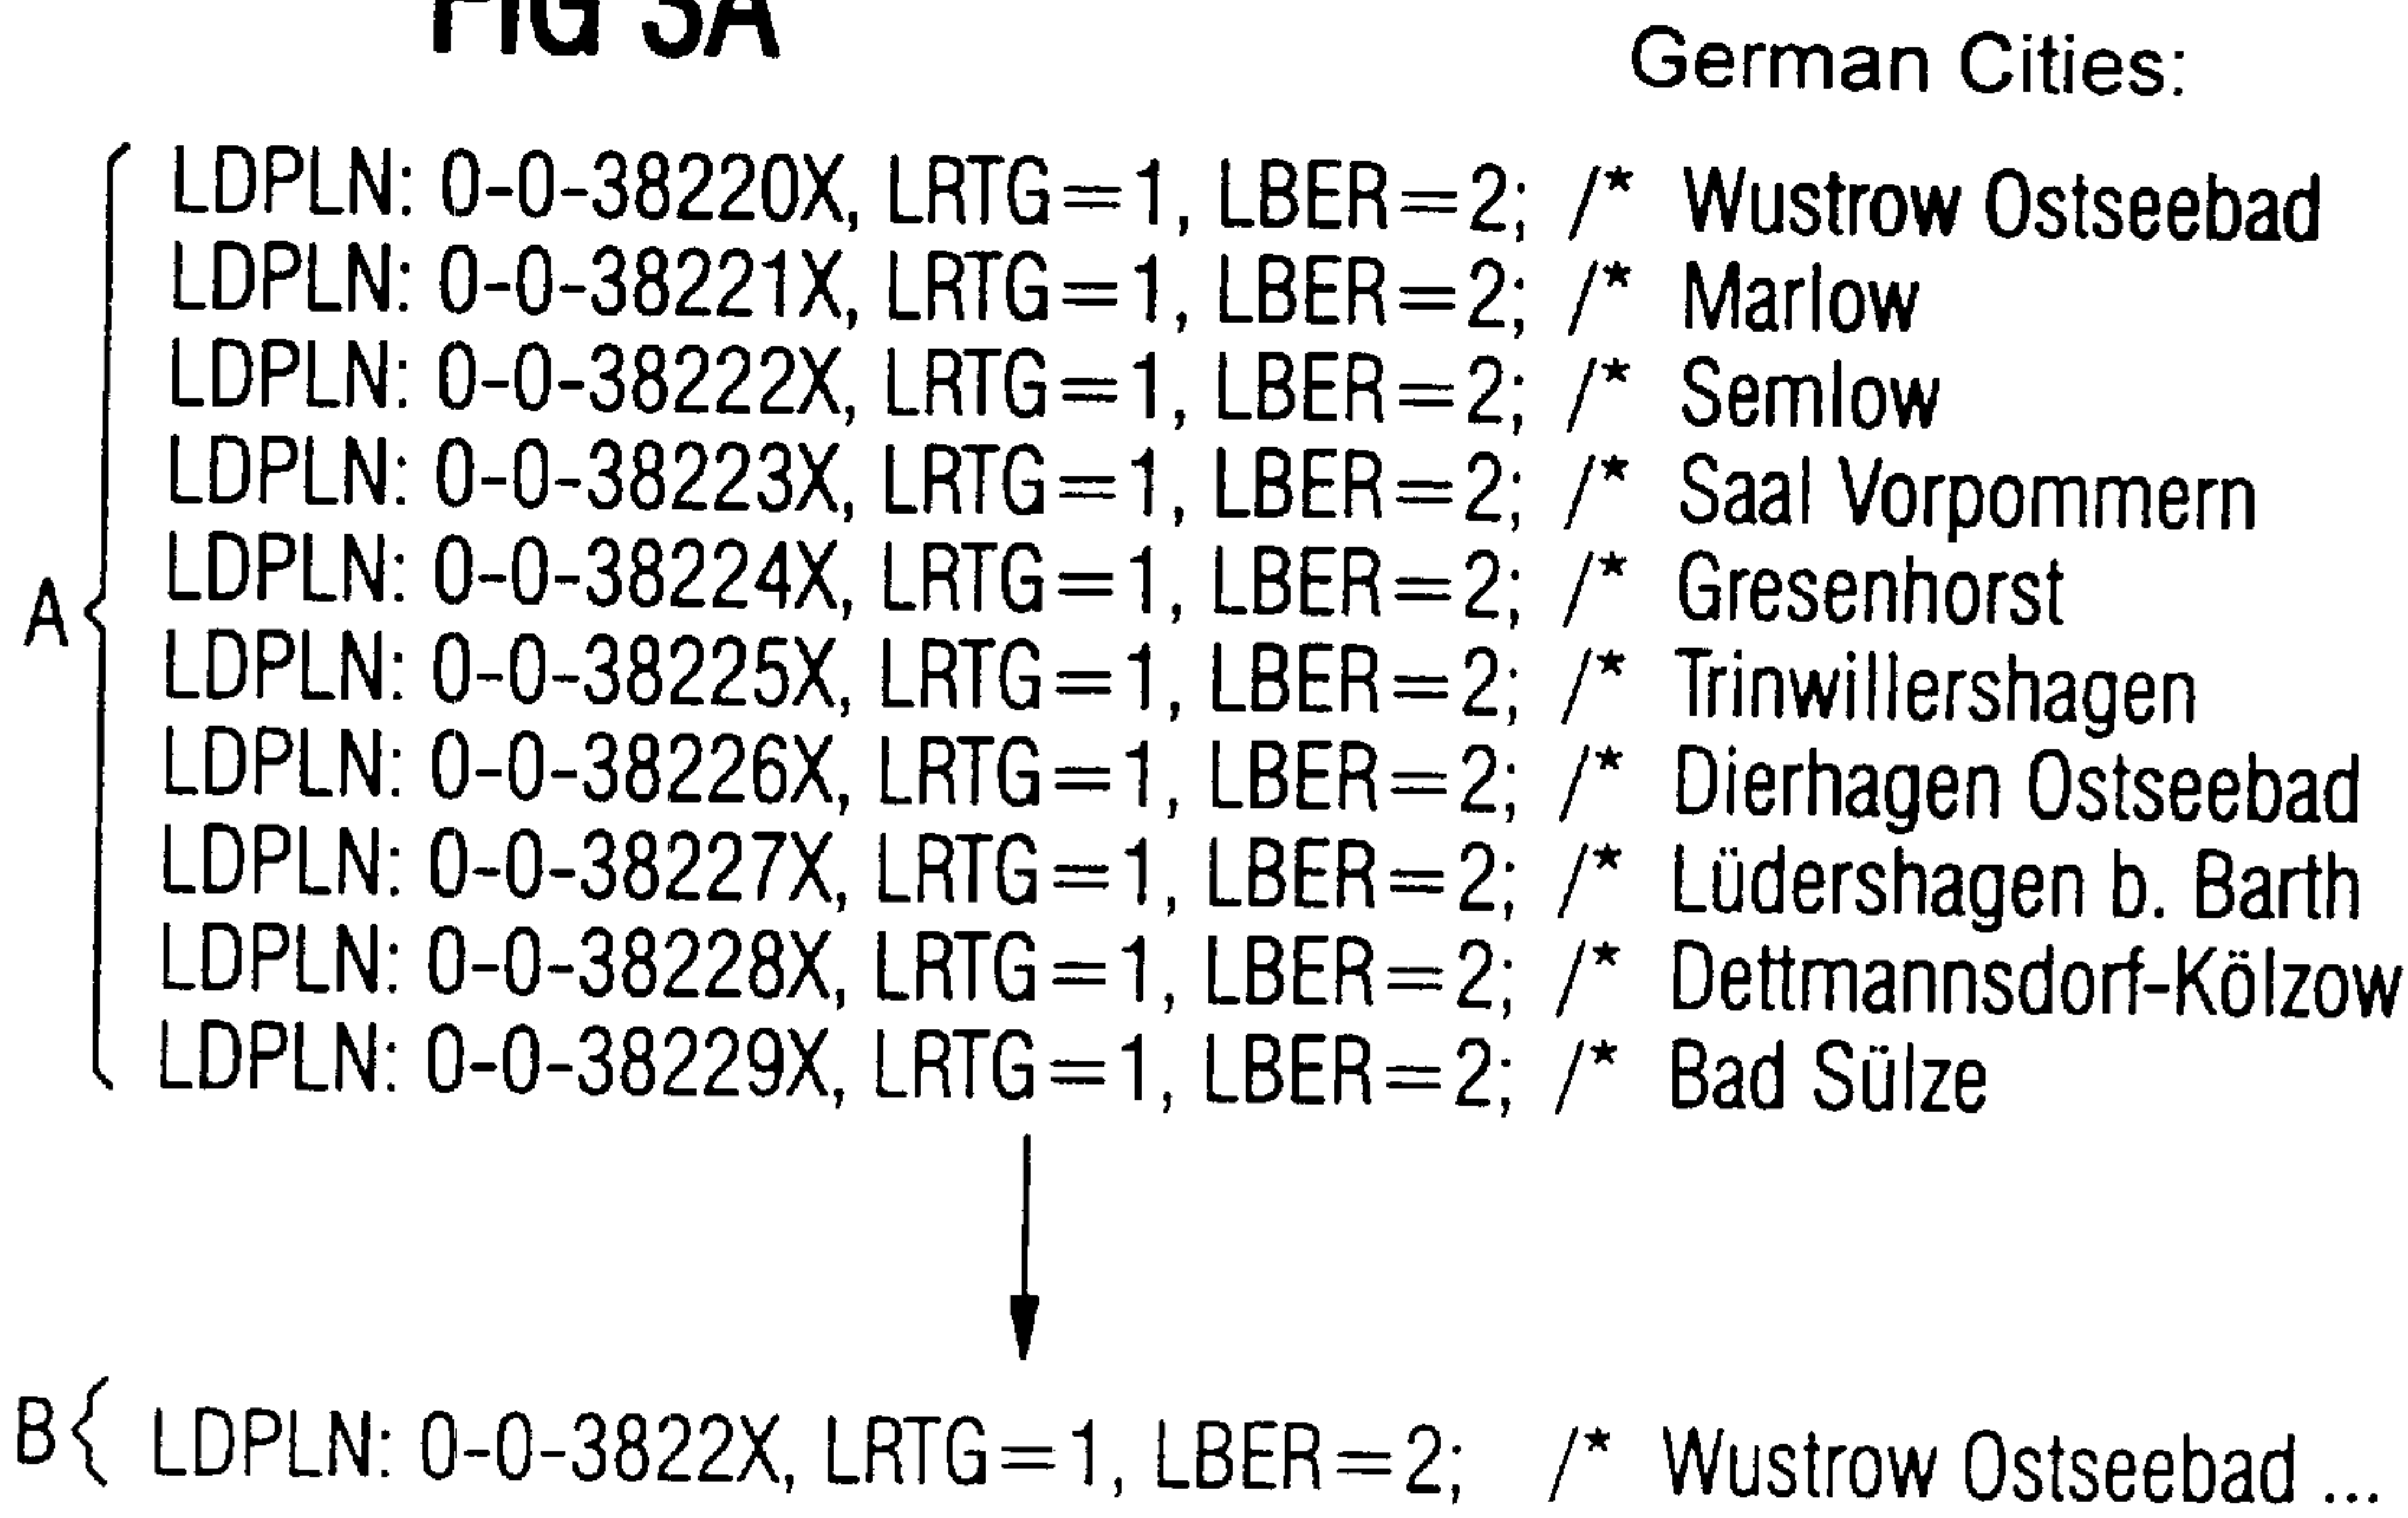 FIG 3A
German Cities:
LDPLN: 0-0-38220X, LRTG=1, LBER=2; /* Wustrow Ostseebad
LDPLN: 0-0-38221X, LRTG=1, LBER=2; /* Marlow
LDPLN: 0-0-38222X, LRTG=1, LBER=2; /* Semlow
LDPLN: 0-0-38223X, LRTG=1, LBER=2; /* Saal Vorpommern
LDPLN: 0-0-38224X, LRTG=1, LBER=2; /* Gresenhorst
A
LDPLN: 0-0-38225X, LRTG=1, LBER=2; /* Trinwillershagen
LDPLN: 0-0-38226X, LRTG=1, LBER=2; /* Dierhagen Ostseebad
LDPLN: 0-0-38227X, LRTG=1, LBER=2; /* Lüdershagen b. Barth
LDPLN: 0-0-38228X, LRTG=1, LBER=2; /* Dettmannsdorf-Kölzow
LDPLN: 0-0-38229X, LRTG=1, LBER=2; /* Bad Sülze
B{ LDPLN: 0-0-3822X, LRTG=1, LBER=2; /* Wustrow Ostseebad ...